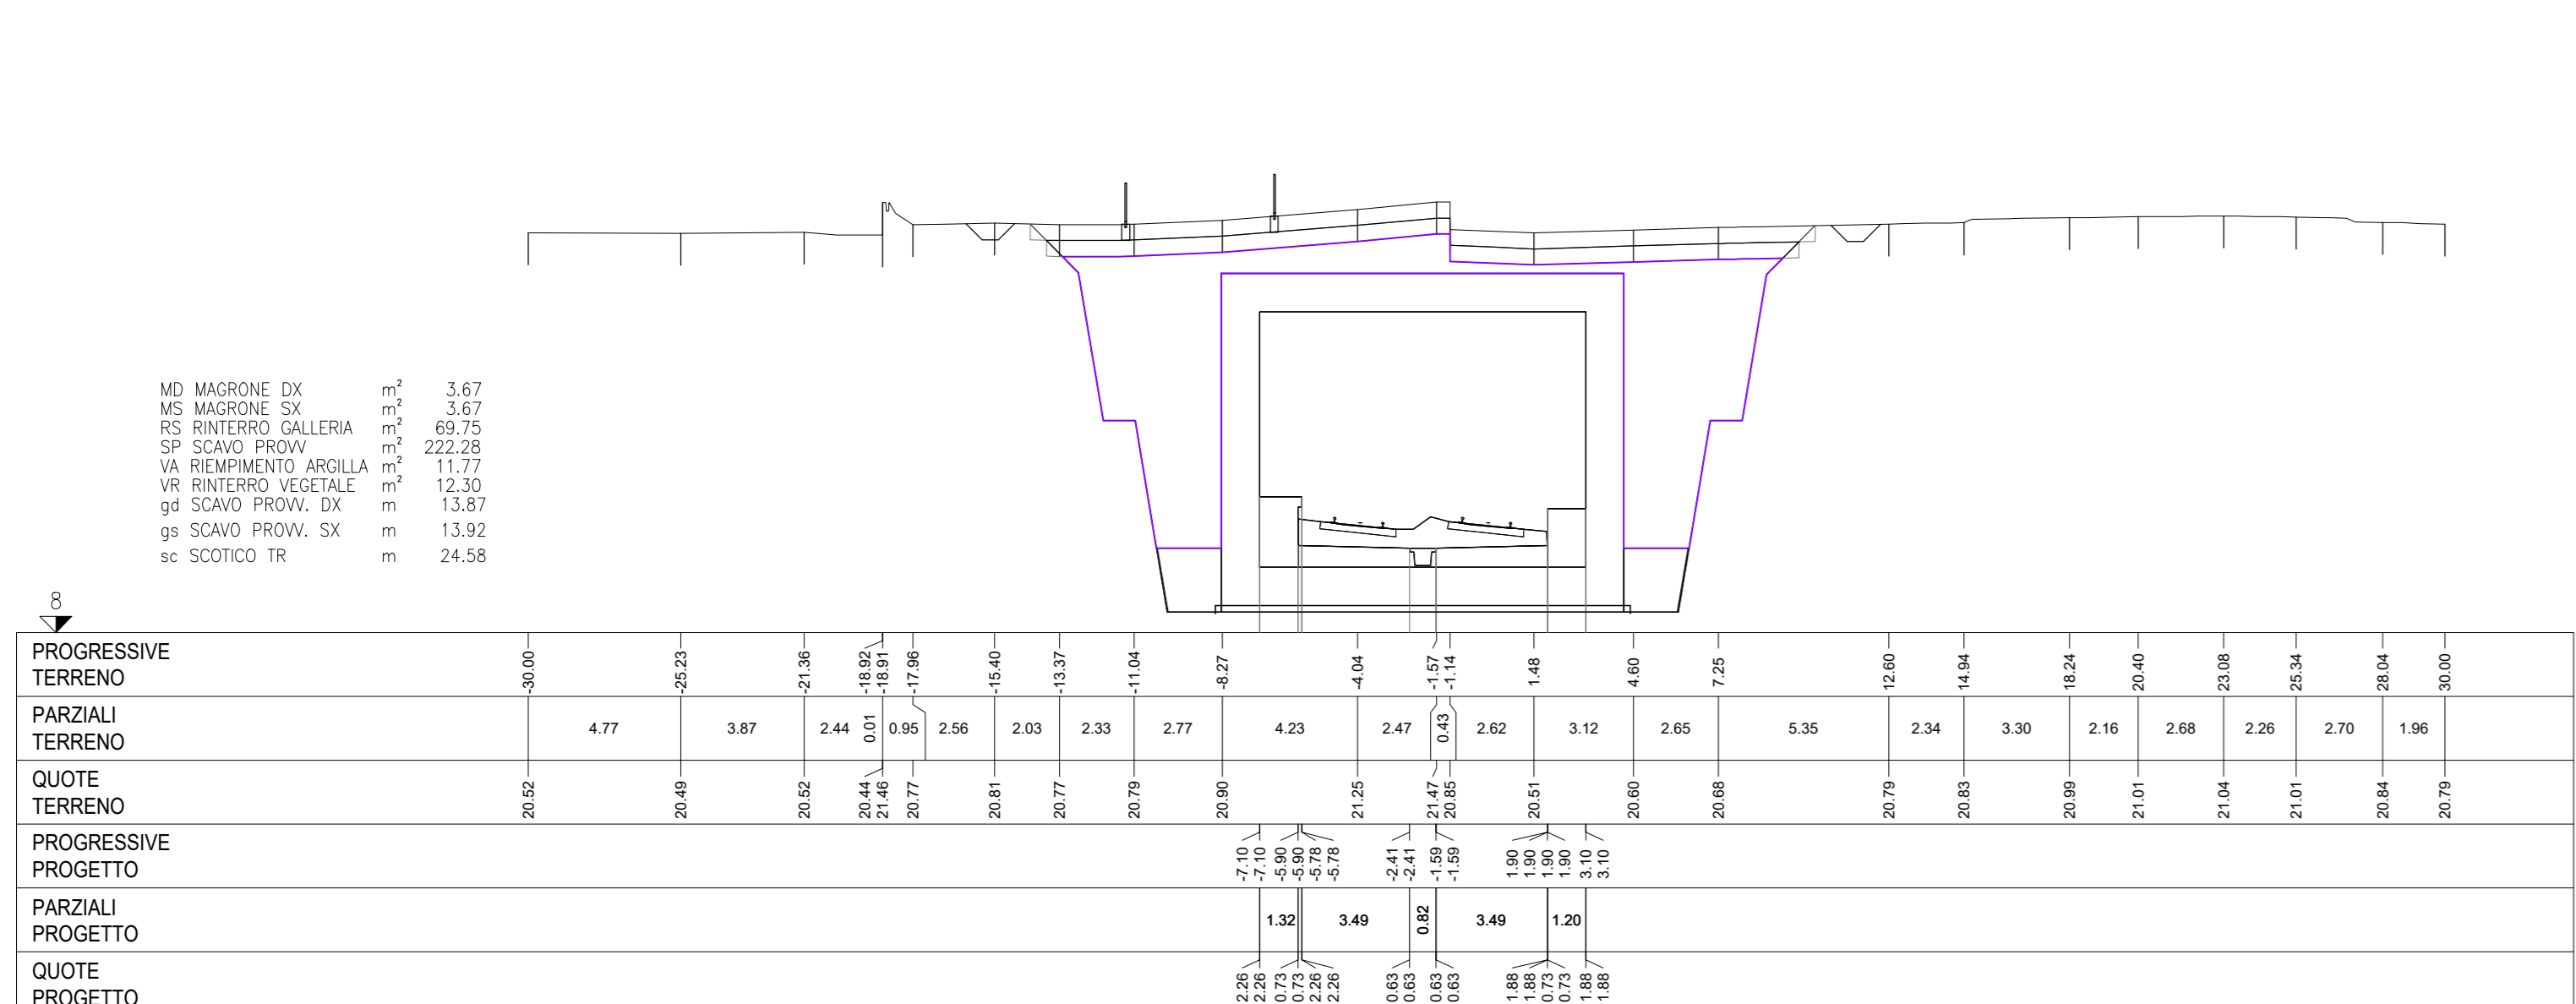 MD MAGRONE DX m² 3.67
MS MAGRONE SX m² 3.67
RS RINTERRO GALLERIA m² 69.75
SP SCAVO PROVV m² 222.28
VA RIEMPIMENTO ARGILLA m² 11.77
VR RINTERRO VEGETALE m² 12.30
gd SCAVO PROVV. DX m 13.87
gs SCAVO PROVV. SX m 13.92
sc SCOTICO TR m 24.58
8
PROGRESSIVE
TERRENO
-30.00 -25.23 -21.36 -18.92 -18.91 -17.96 -15.40 -13.37 -11.04 -8.27 -4.04 -1.57 -1.14 1.48 4.60 7.25 12.60 14.94 18.24 20.40 23.08 25.34 28.04 30.00
PARZIALI
TERRENO
4.77 3.87 2.44 0.01 0.95 2.56 2.03 2.33 2.77 4.23 2.47 0.43 2.62 3.12 2.65 5.35 2.34 3.30 2.16 2.68 2.26 2.70 1.96
QUOTE
TERRENO
20.52 20.49 20.52 20.44 21.46 20.77 20.81 20.77 20.79 20.90 21.25 21.47 20.85 20.51 20.60 20.68 20.79 20.83 20.99 21.01 21.04 21.01 20.84 20.79
PROGRESSIVE
PROGETTO
-7.10 -7.10 -5.90 -5.90 -5.78 -5.78 -2.41 -2.41 -1.59 -1.59 1.90 1.90 1.90 1.90 3.10 3.10
PARZIALI
PROGETTO
1.32 3.49 0.82 3.49 1.20
QUOTE
PROGETTO
2.26 2.26 0.73 0.73 2.26 2.26 0.63 0.63 0.63 0.63 1.88 1.88 0.73 0.73 1.88 1.88